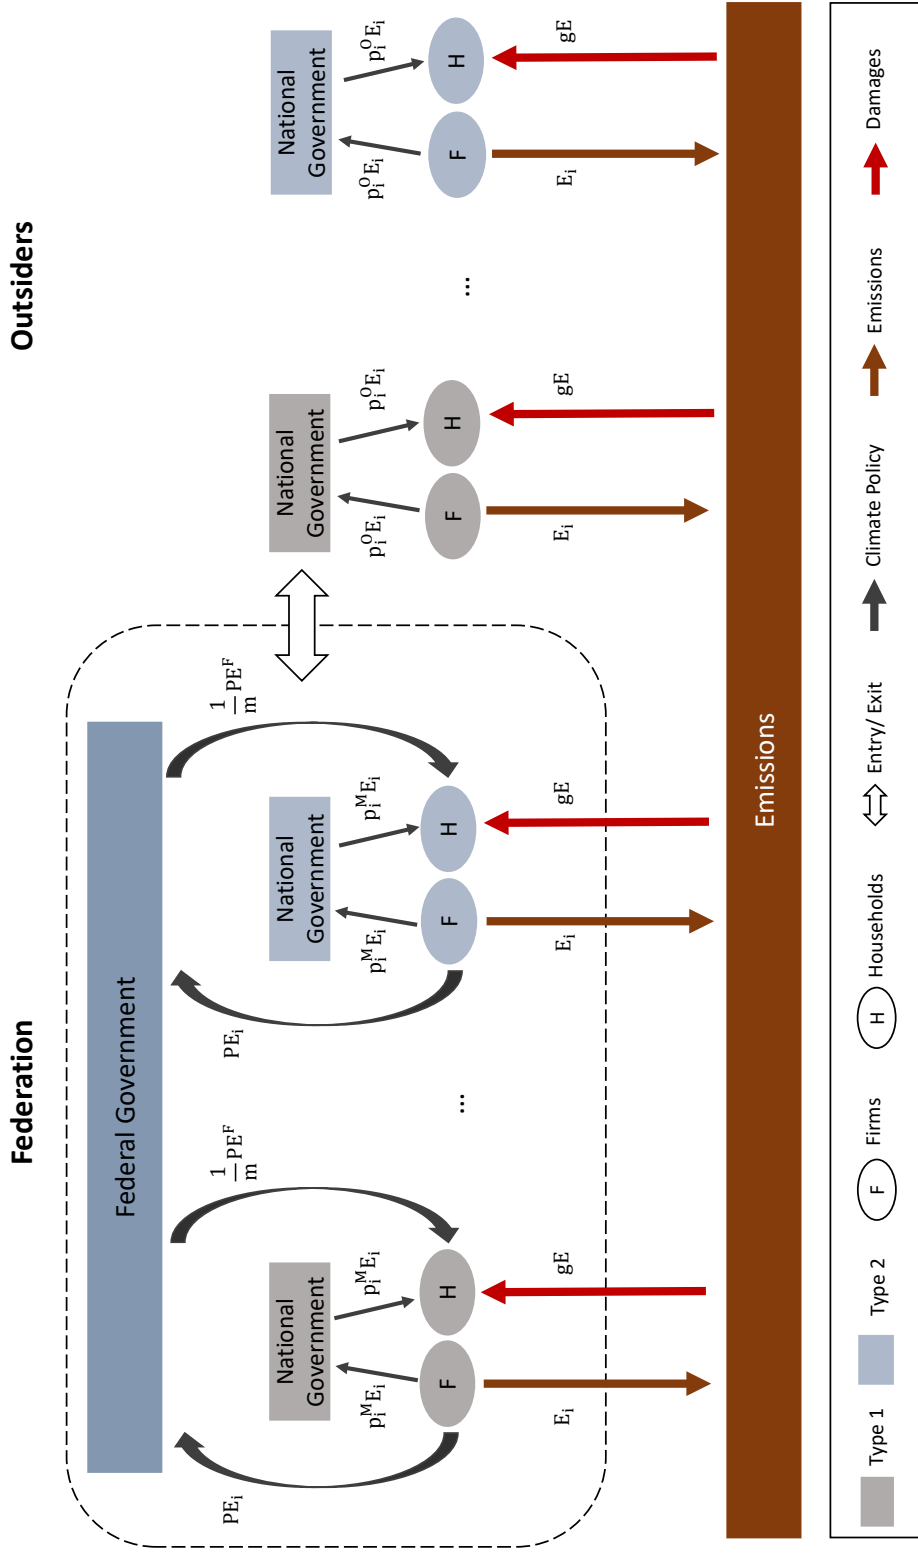 Federation
Outsiders
Federal Government
PE_i
1/m PE^F
PE_i
1/m PE^F
National
Government
National
Government
National
Government
National
Government
p_i^M E_i
p_i^M E_i
p_i^M E_i
p_i^M E_i
p_i^O E_i
p_i^O E_i
p_i^O E_i
p_i^O E_i
F
H
...
F
H
F
H
...
F
H
E_i
gE
E_i
gE
E_i
gE
E_i
gE
Emissions
Type 1
Type 2
F
Firms
H
Households
Entry/ Exit
Climate Policy
Emissions
Damages